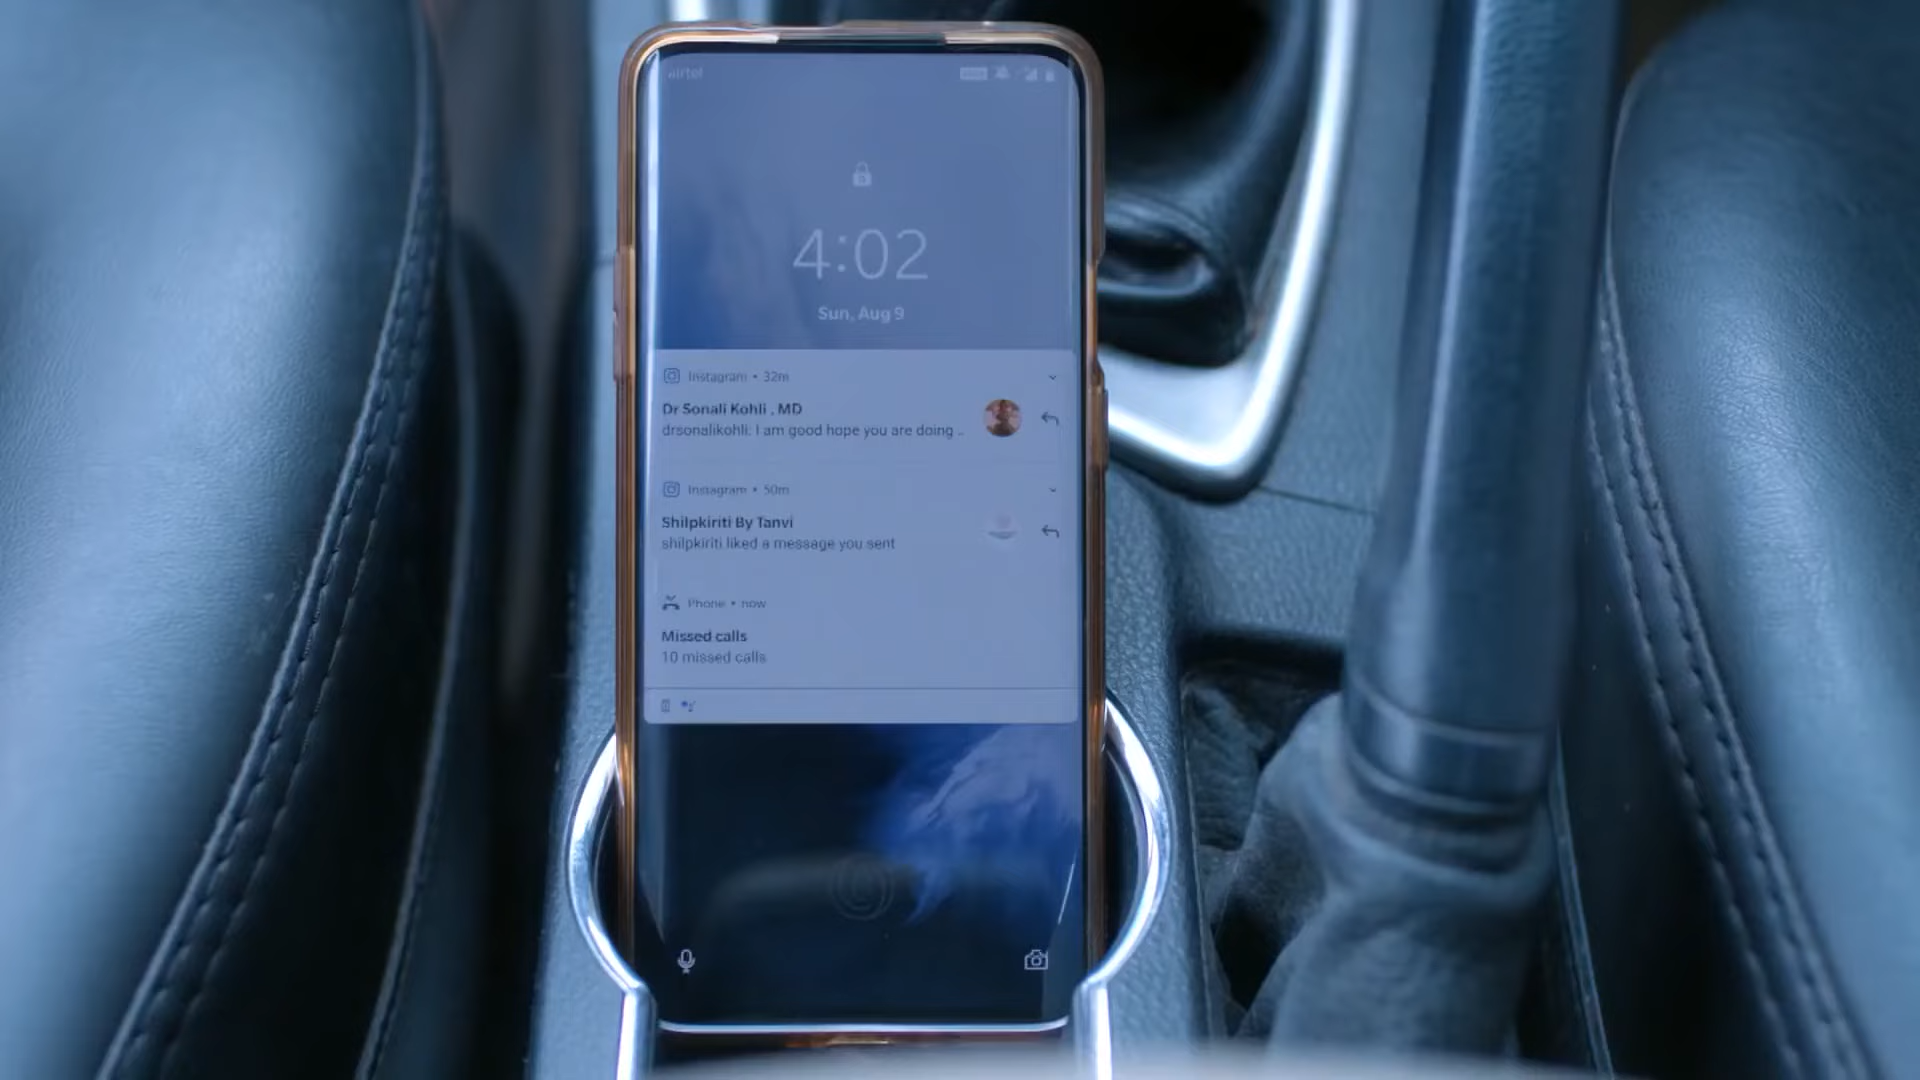 airtel
4:02
Sun, Aug 9
Instagram • 32m
Dr Sonali Kohli , MD
drsonalikohli: I am good hope you are doing ..
Instagram • 50m
Shilpkiriti By Tanvi
shilpkiriti liked a message you sent
Phone • now
Missed calls
10 missed calls